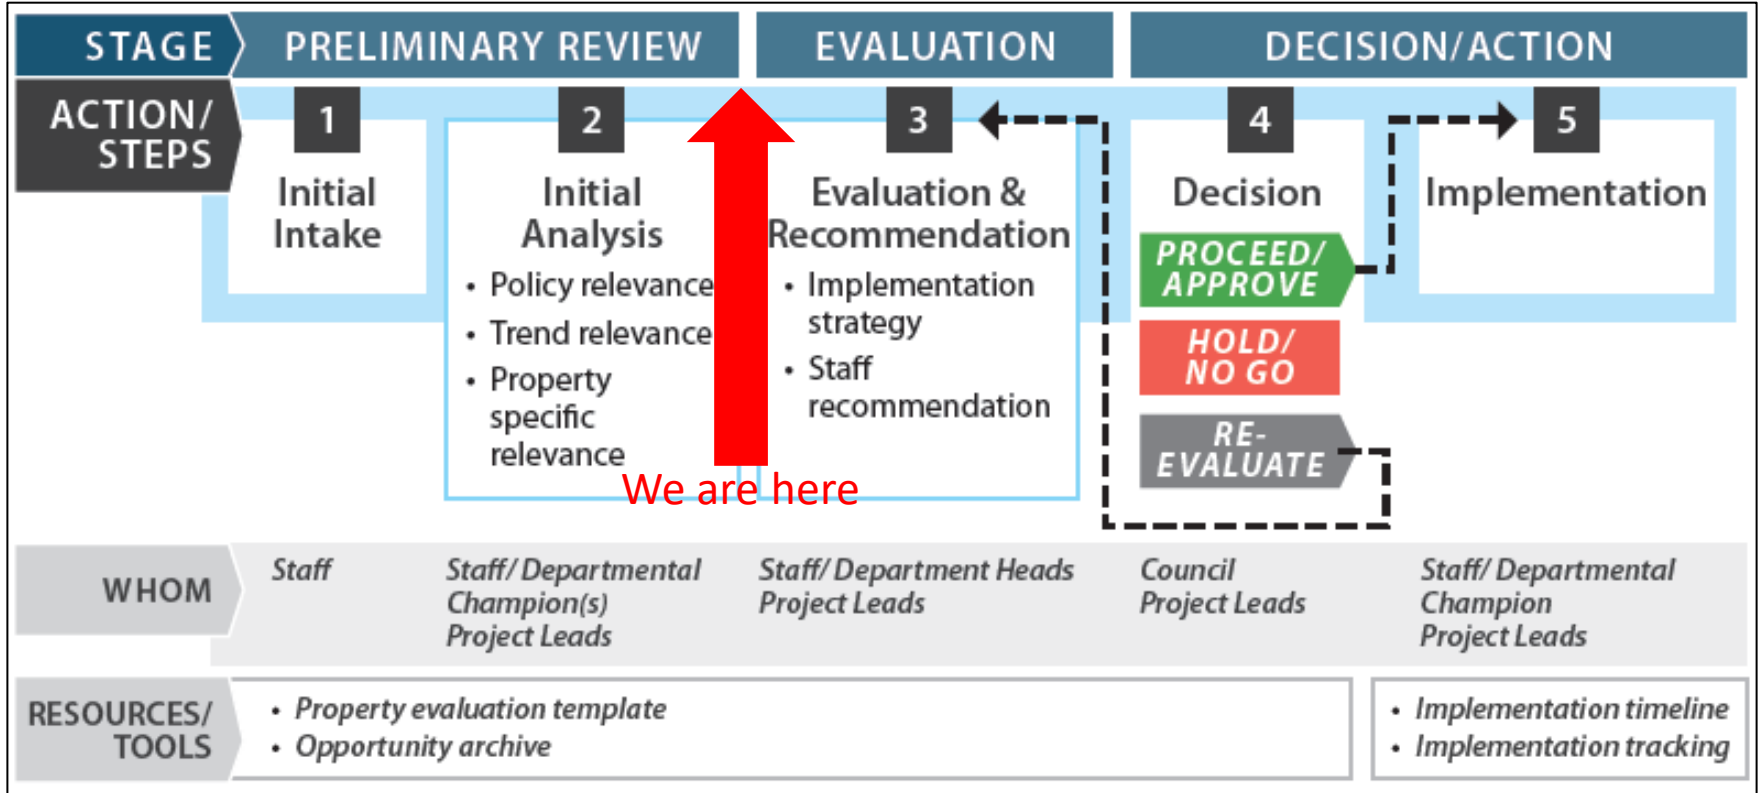 STAGE
PRELIMINARY REVIEW
EVALUATION
DECISION/ACTION
ACTION/
STEPS
1
Initial
Intake
2
Initial
Analysis
• Policy relevance
• Trend relevance
• Property
specific
relevance
We are here
3
Evaluation &
Recommendation
• Implementation
strategy
• Staff
recommendation
4
Decision
PROCEED/
APPROVE
HOLD/
NO GO
RE-
EVALUATE
5
Implementation
WHOM
Staff
Staff/Departmental
Champion(s)
Project Leads
Staff/Department Heads
Project Leads
Council
Project Leads
Staff/Departmental
Champion
Project Leads
RESOURCES/
TOOLS
• Property evaluation template
• Opportunity archive
• Implementation timeline
• Implementation tracking